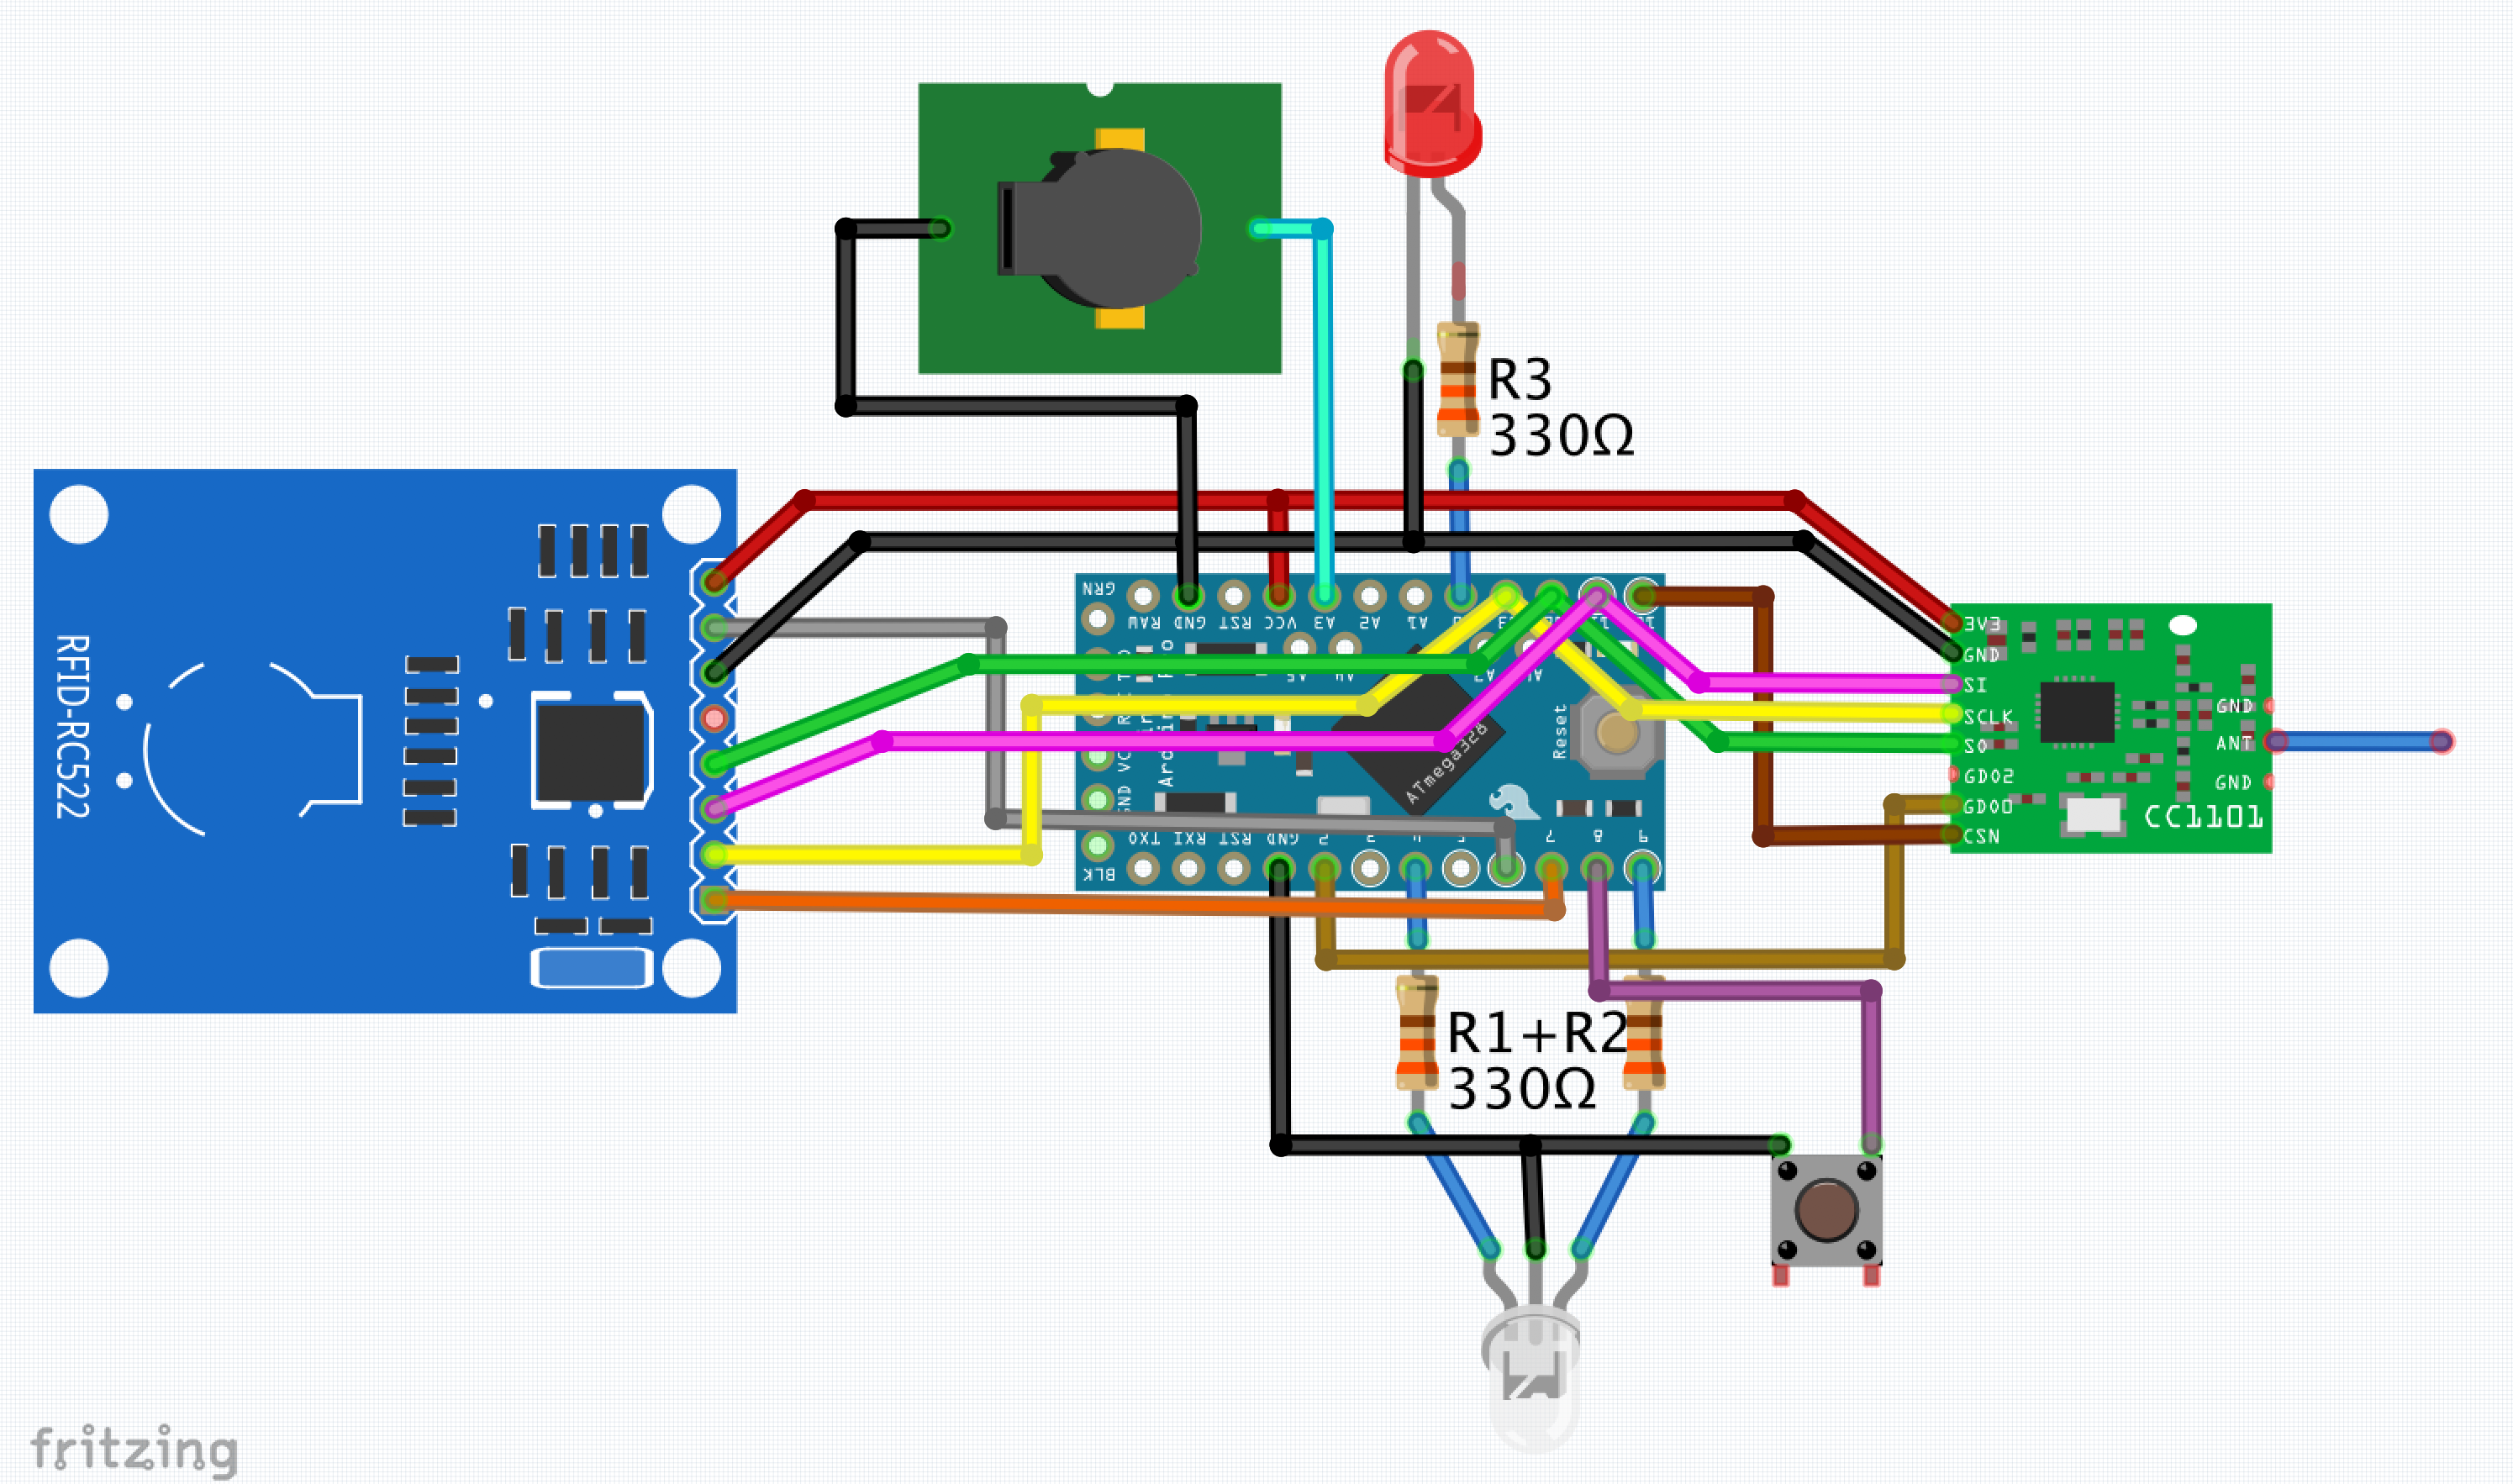 R3
330Ω
RFID-RC522
GRN
RAW
GND
RST
VCC
A3
A2
A1
3V3
GND
SI
SCLK
SO
GDO2
GDO0
CSN
GND
ANT
GND
CC1101
Reset
ATmega328
TXO
RXI
RST
GND
2
3
4
7
8
9
BLK
R1+R2
330Ω
fritzing